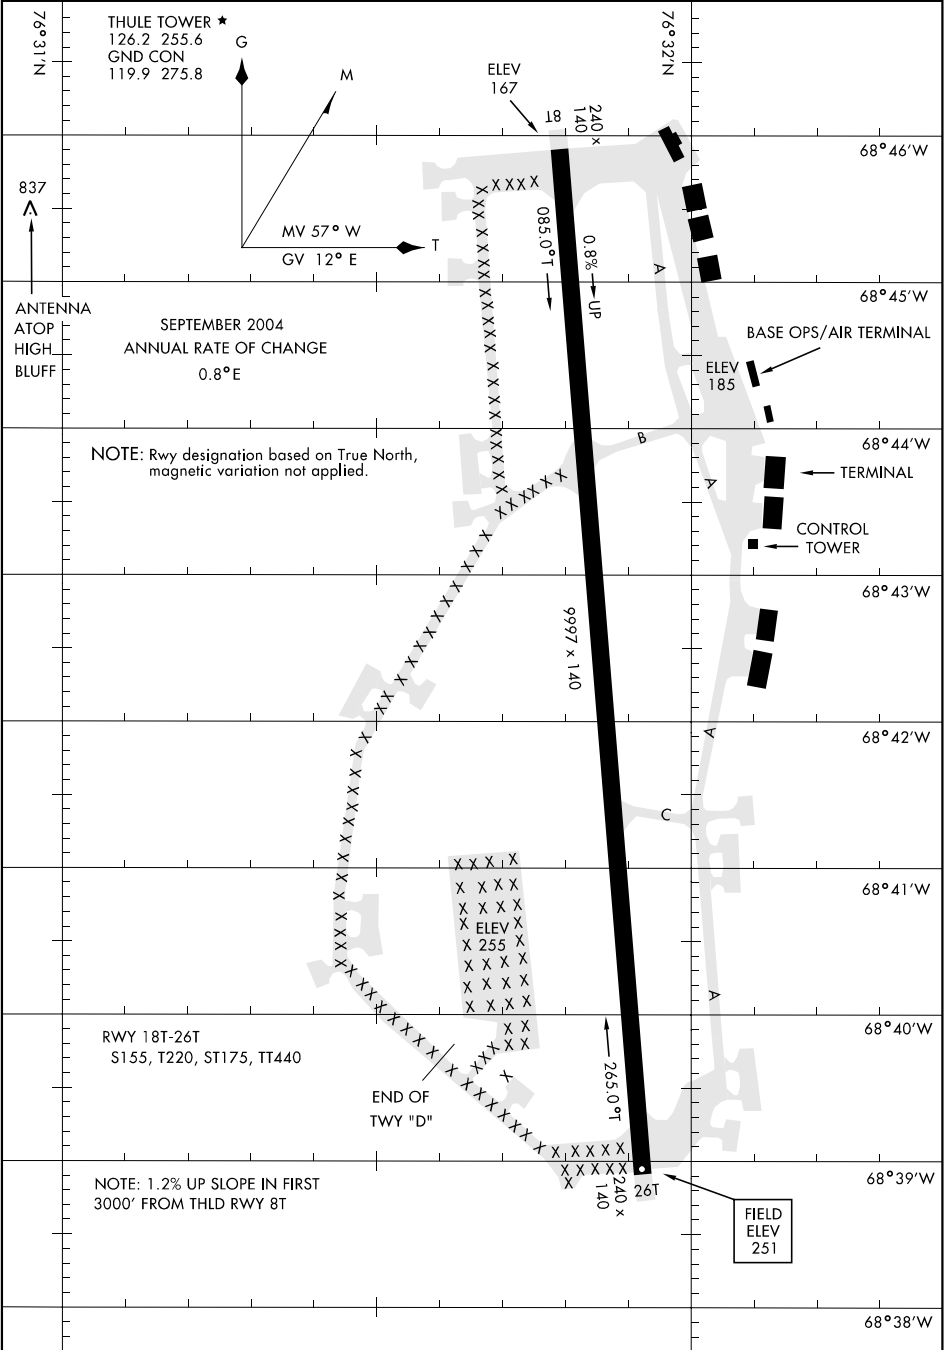 76°31'N
THULE TOWER ★
126.2 255.6
GND CON
119.9 275.8
G
M
MV 57° W
GV 12° E
T
ELEV
167
76°32'N
8T
240 x
140
68°46'W
837
ANTENNA
ATOP
HIGH
BLUFF
085.0°T
0.8% UP
A
68°45'W
SEPTEMBER 2004
ANNUAL RATE OF CHANGE
0.8°E
BASE OPS/AIR TERMINAL
ELEV
185
NOTE: Rwy designation based on True North,
magnetic variation not applied.
B
68°44'W
A
TERMINAL
CONTROL
TOWER
68°43'W
9997 x 140
A
68°42'W
C
68°41'W
ELEV
255
A
68°40'W
RWY 18T-26T
S155, T220, ST175, TT440
265.0°T
END OF
TWY "D"
68°39'W
NOTE: 1.2% UP SLOPE IN FIRST
3000' FROM THLD RWY 8T
240 x
140
26T
FIELD
ELEV
251
68°38'W